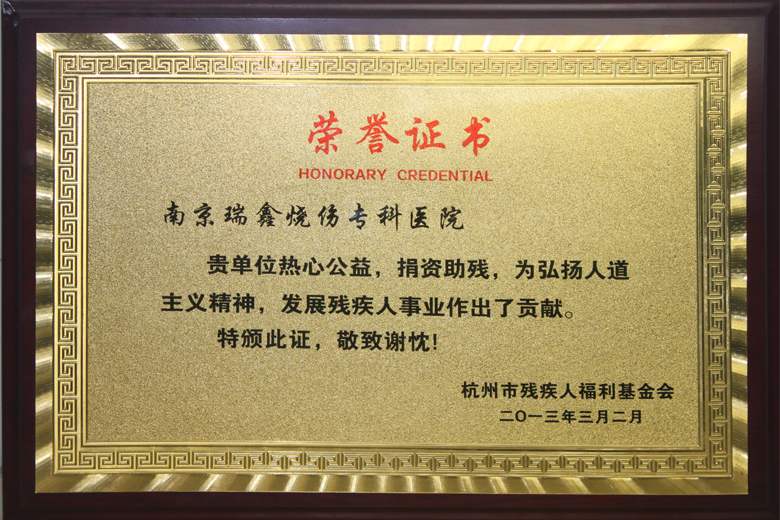 荣誉证书
HONORARY CREDENTIAL
南京瑞鑫烧伤专科医院
贵单位热心公益，捐资助残，为弘扬人道
主义精神，发展残疾人事业作出了贡献。
特颁此证，敬致谢忱！
杭州市残疾人福利基金会
二〇一三年三月二月